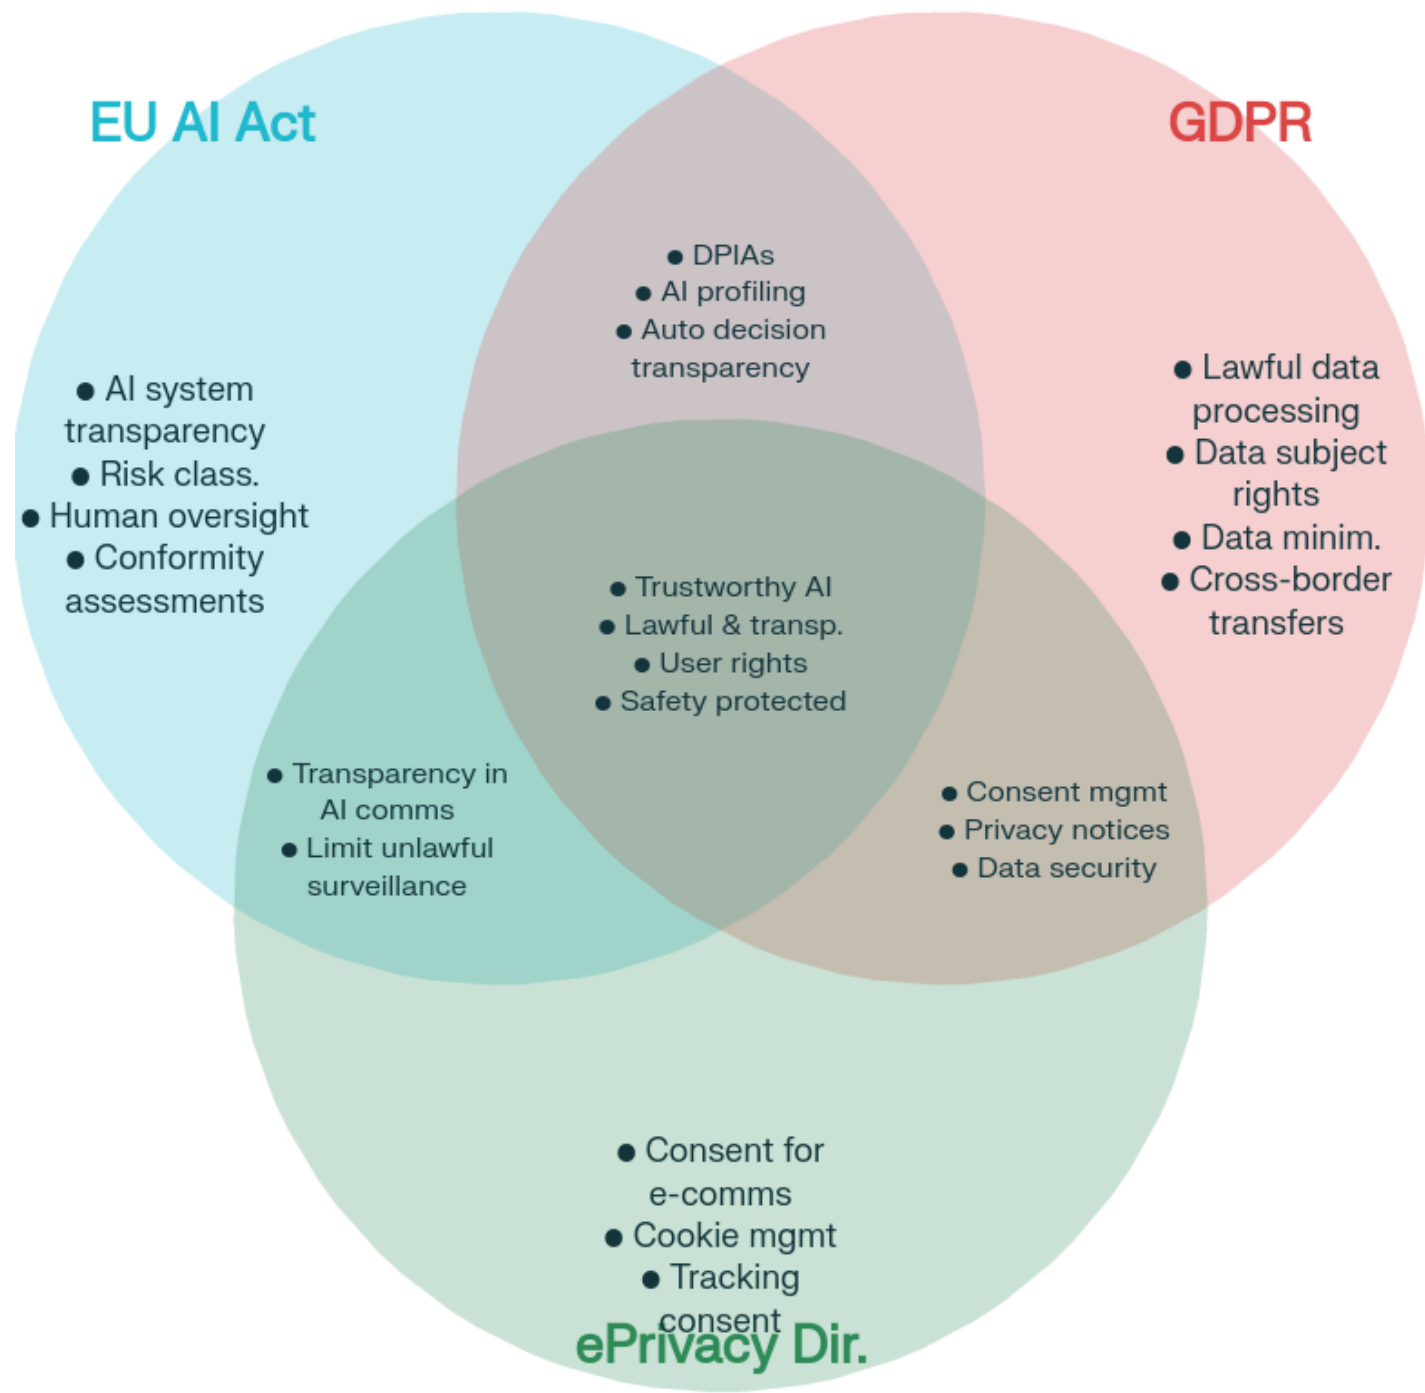 EU AI Act
GDPR
● DPIAs
● AI profiling
● Auto decision
transparency
● AI system
transparency
● Risk class.
● Human oversight
● Conformity
assessments
● Lawful data
processing
● Data subject
rights
● Data minim.
● Cross-border
transfers
● Trustworthy AI
● Lawful & transp.
● User rights
● Safety protected
● Transparency in
AI comms
● Limit unlawful
surveillance
● Consent mgmt
● Privacy notices
● Data security
● Consent for
e-comms
● Cookie mgmt
● Tracking
consent
ePrivacy Dir.